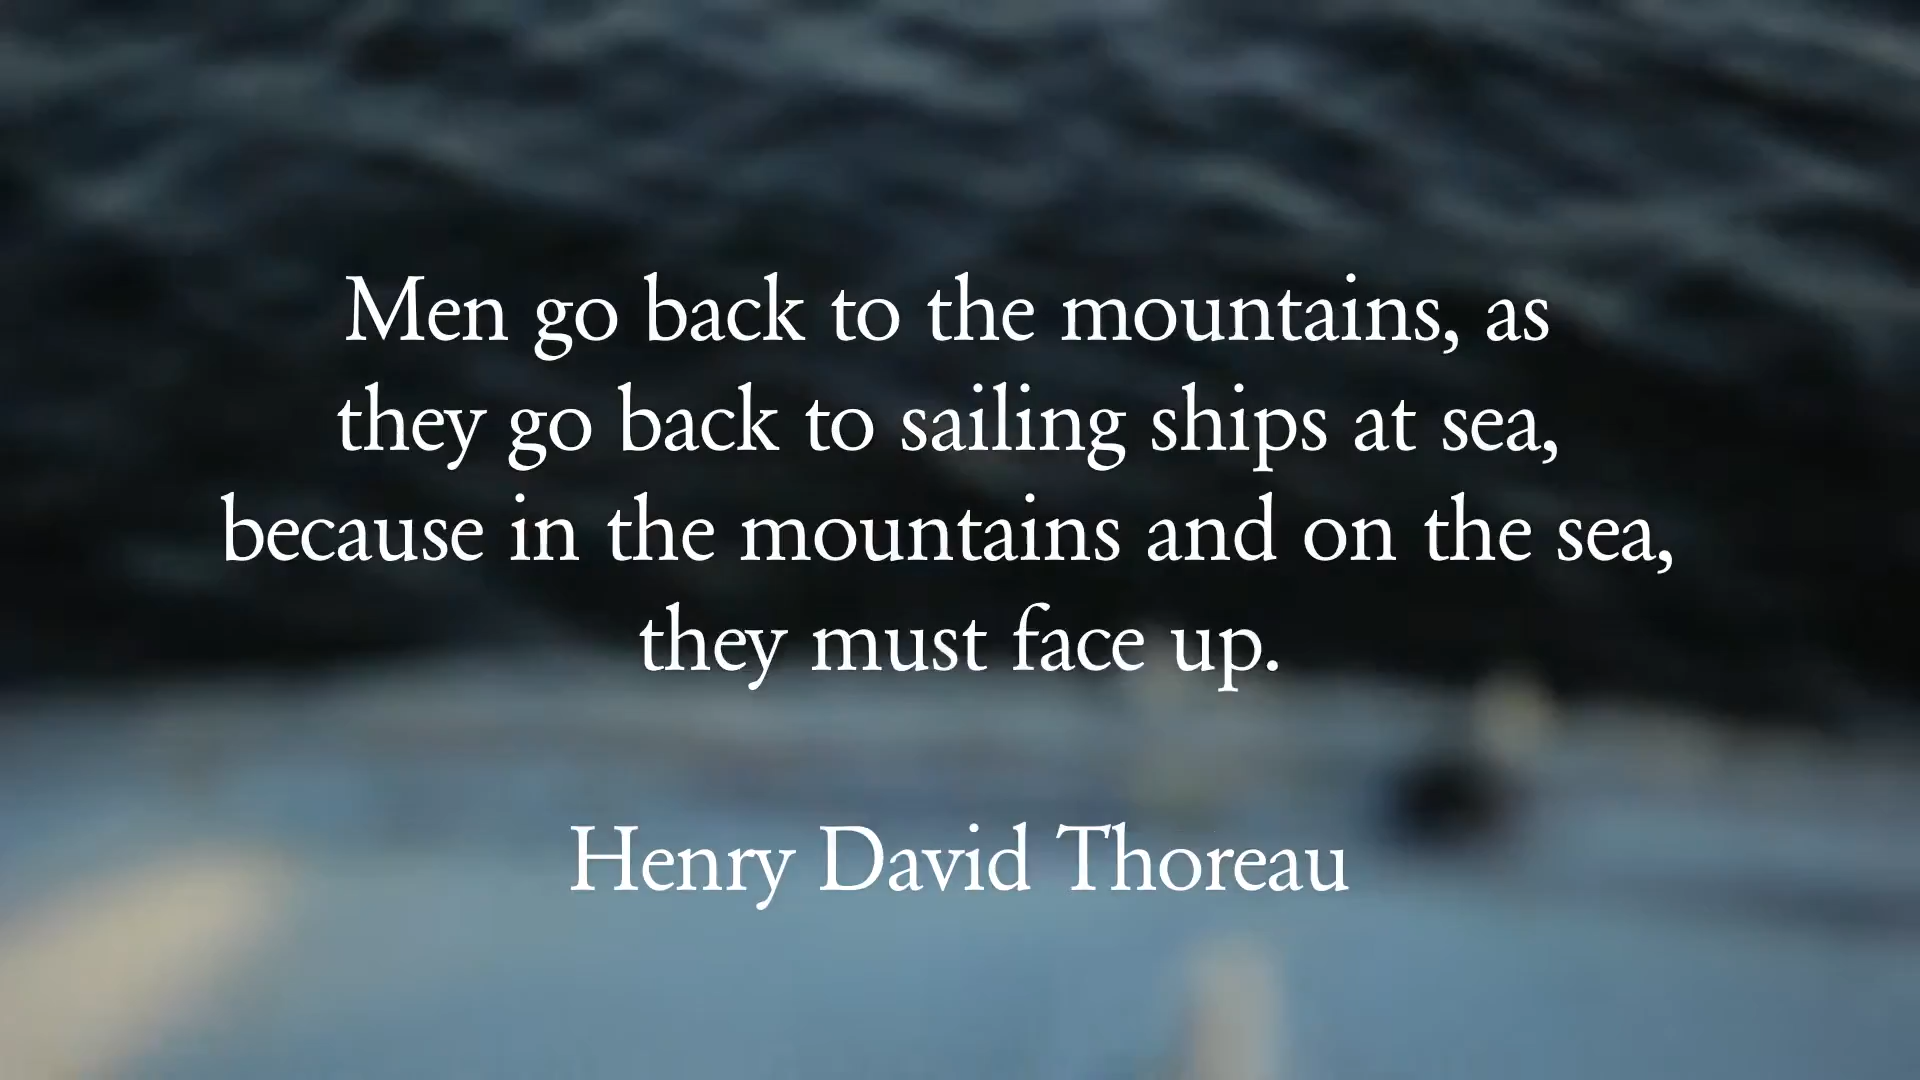 Men go back to the mountains, as
they go back to sailing ships at sea,
because in the mountains and on the sea,
they must face up.
Henry David Thoreau